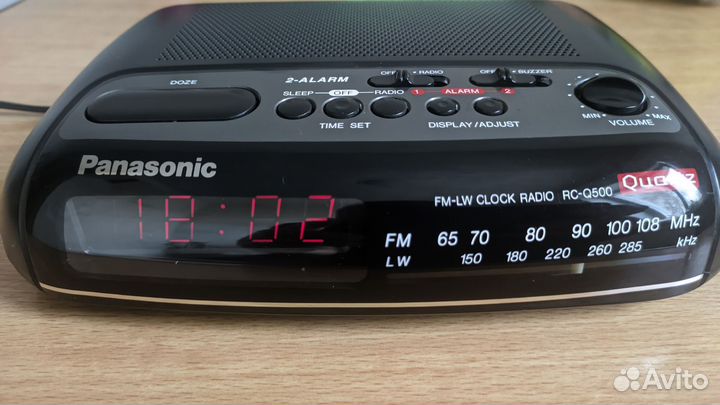 DOZE
2-ALARM
OFF RADIO
OFF BUZZER
SLEEP OFF RADIO 1 ALARM 2
TIME SET
DISPLAY/ADJUST
MIN VOLUME MAX
Panasonic
Quartz
FM-LW CLOCK RADIO RC-Q500
18:02
FM 65 70 80 90 100 108 MHz
LW 150 180 220 260 285 kHz
Avito